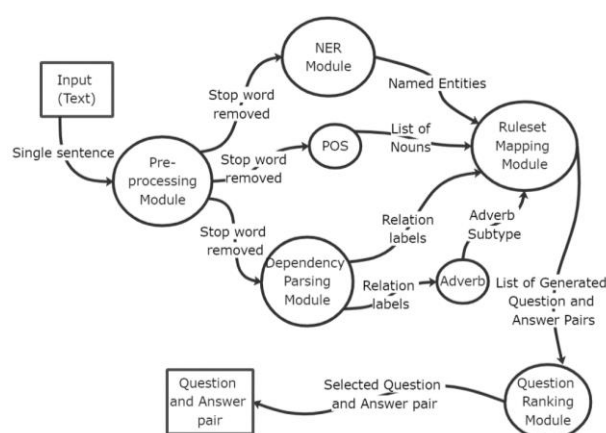 Input
(Text)
Single sentence
Pre-
processing
Module
Stop word
removed
NER
Module
Named Entities
Stop word
removed
POS
List of
Nouns
Ruleset
Mapping
Module
Stop word
removed
Dependency
Parsing
Module
Relation
labels
Relation
labels
Adverb
Adverb
Subtype
List of Generated
Question and
Answer Pairs
Question
Ranking
Module
Selected Question
and Answer pair
Question
and Answer
pair